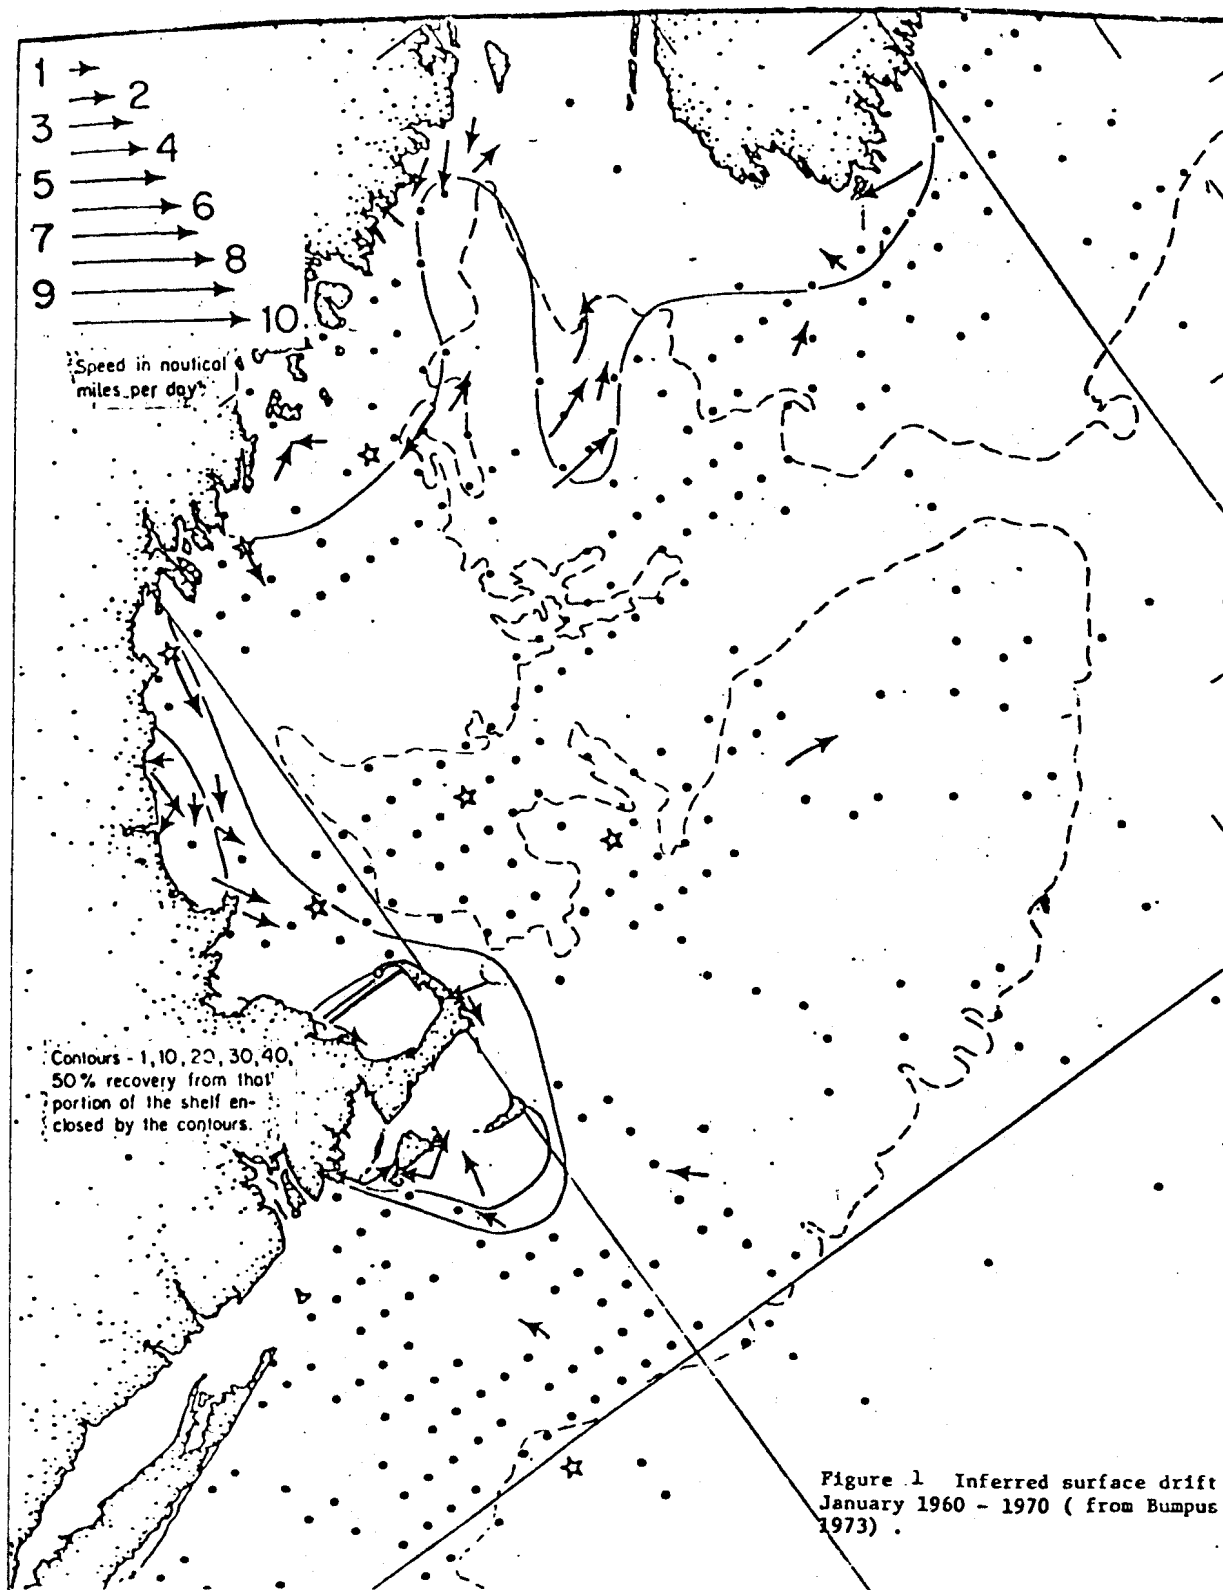 1
2
3
4
5
6
7
8
9
10
Speed in nautical
miles per day
Contours - 1,10,20,30,40,
50% recovery from that
portion of the shelf en-
closed by the contours.
Figure 1 Inferred surface drift
January 1960 - 1970 ( from Bumpus
1973) .